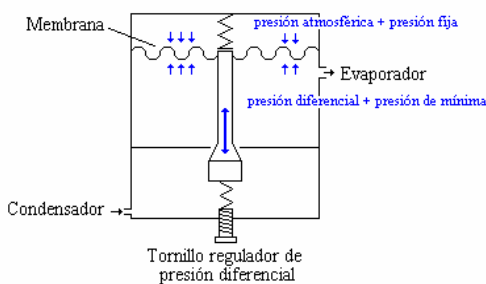 Membrana
presión atmosférica + presión fija
Evaporador
presión diferencial + presión de mínima
Condensador
Tornillo regulador de
presión diferencial